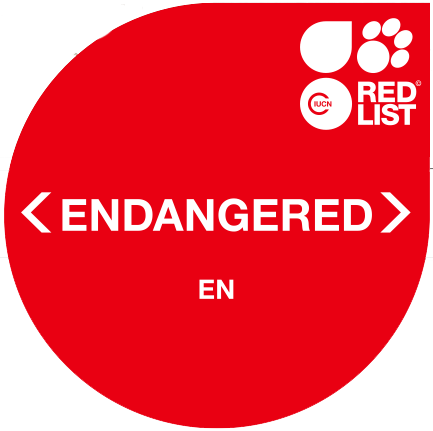 IUCN
RED©
LIST
<ENDANGERED>
EN